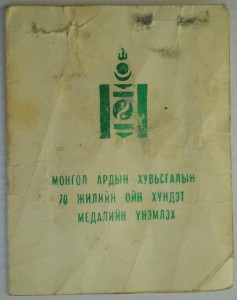 МОНГОЛ АРДЫН ХУВЬСГАЛЫН
70 ЖИЛИЙН ОЙН ХҮНДЭТ
МЕДАЛИЙН ҮНЭМЛЭХ